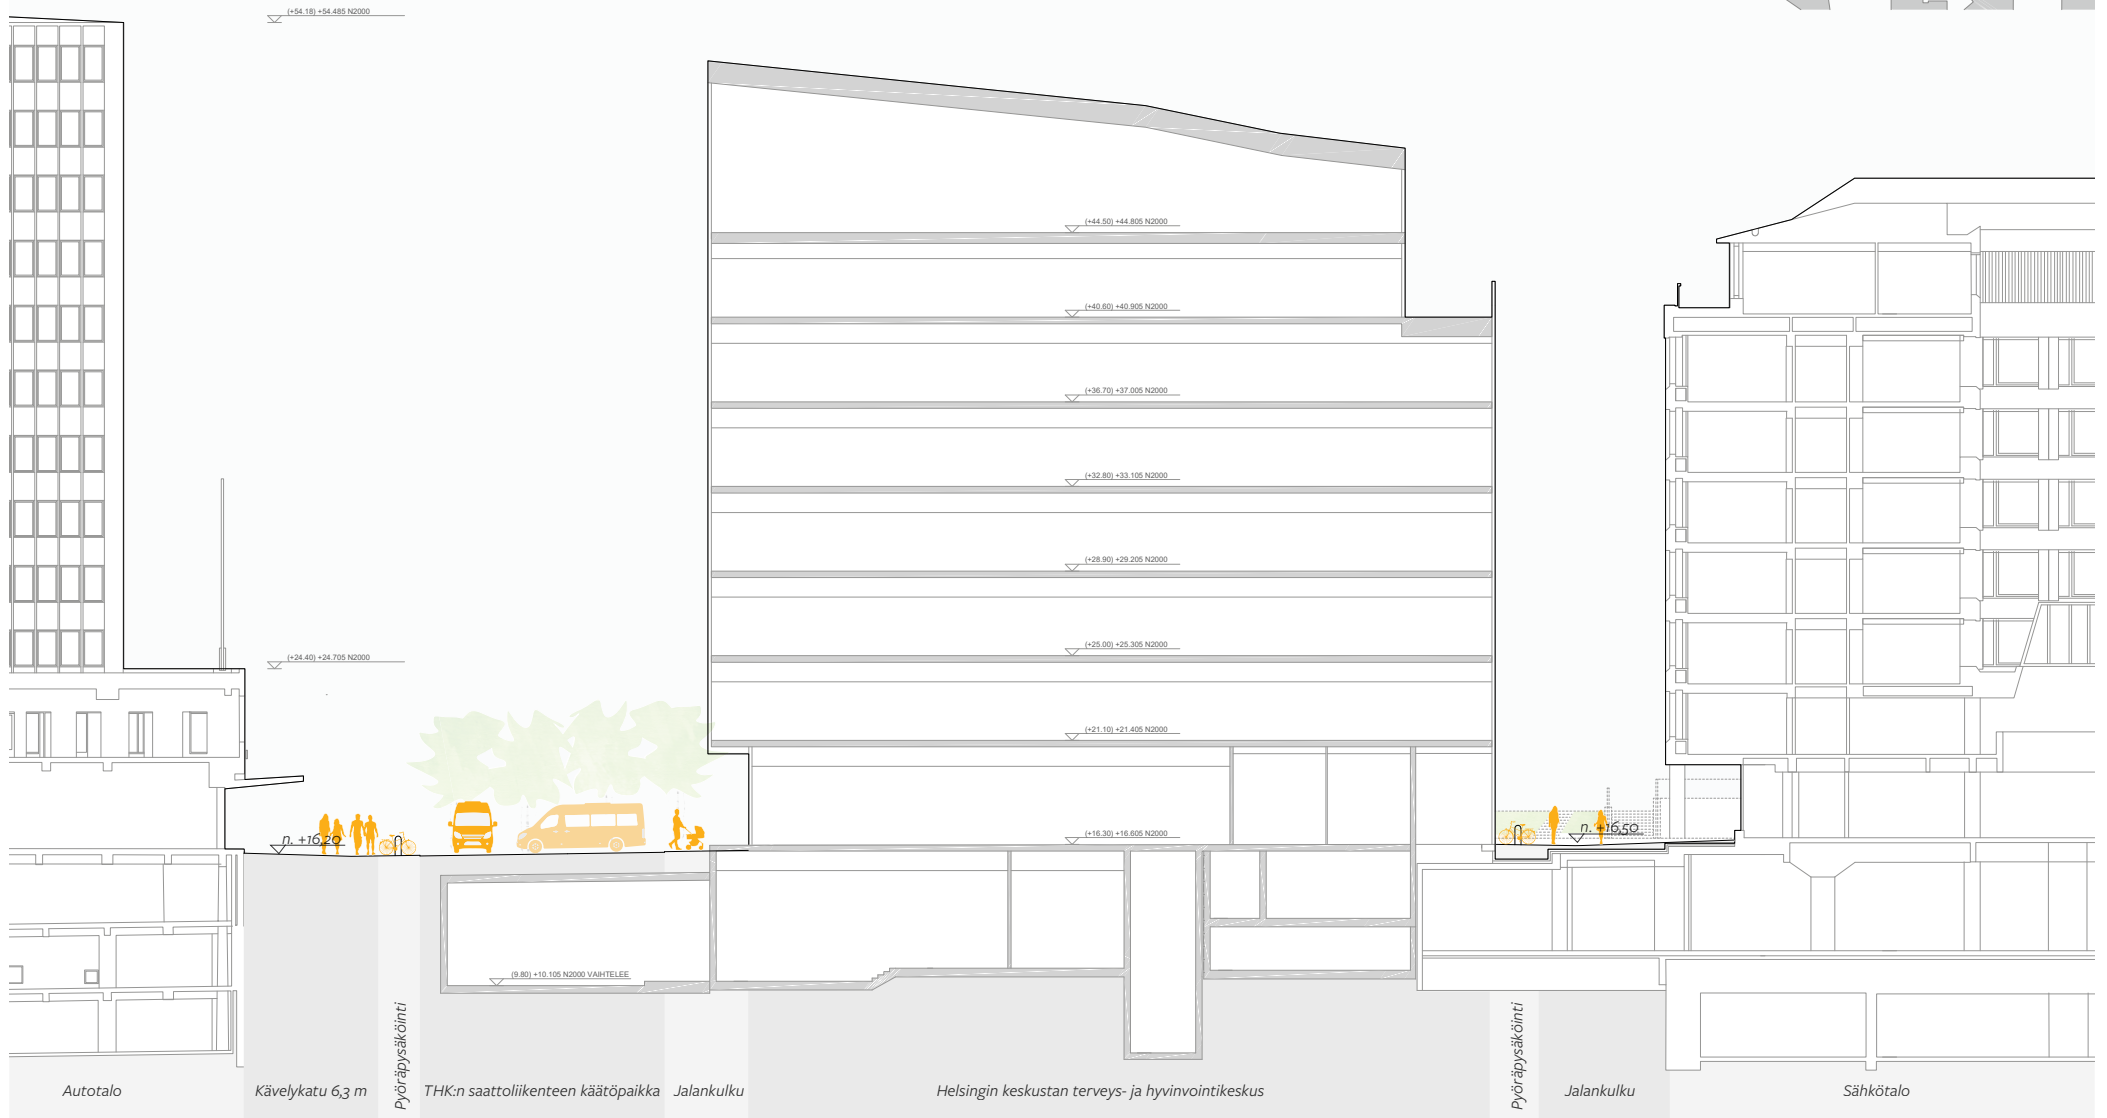 (+54.18) +54.485 N2000
(+44.50) +44.805 N2000
(+40.60) +40.905 N2000
(+36.70) +37.005 N2000
(+32.80) +33.105 N2000
(+28.90) +29.205 N2000
(+25.00) +25.305 N2000
(+24.40) +24.705 N2000
(+21.10) +21.405 N2000
n. +16,20
(+16.30) +16.605 N2000
n. +16,50
(9.80) +10.105 N2000 VAIHTELEE
Autotalo
Kävelykatu 6,3 m
Pyöräpysäköinti
THK:n saattoliikenteen käätöpaikka
Jalankulku
Helsingin keskustan terveys- ja hyvinvointikeskus
Pyöräpysäköinti
Jalankulku
Sähkötalo